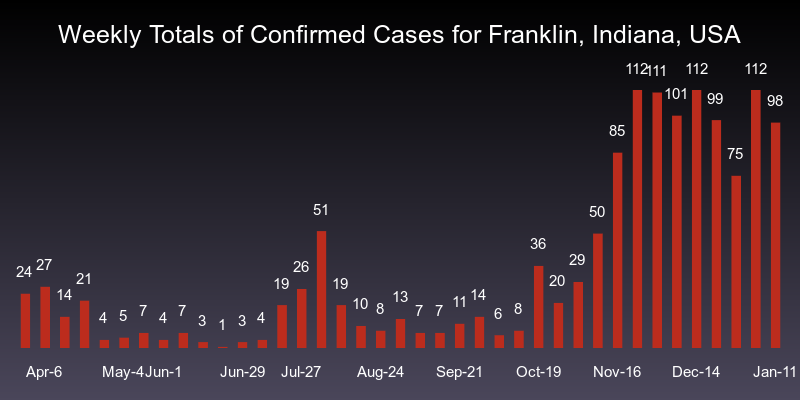 Weekly Totals of Confirmed Cases for Franklin, Indiana, USA
24 27 14 21 4 5 7 4 7 3 1 3 4 19 26 51 19 10 8 13 7 7 11 14 6 8 36 20 29 50 85 112 111 101 112 99 75 112 98
Apr-6 May-4 Jun-1 Jun-29 Jul-27 Aug-24 Sep-21 Oct-19 Nov-16 Dec-14 Jan-11